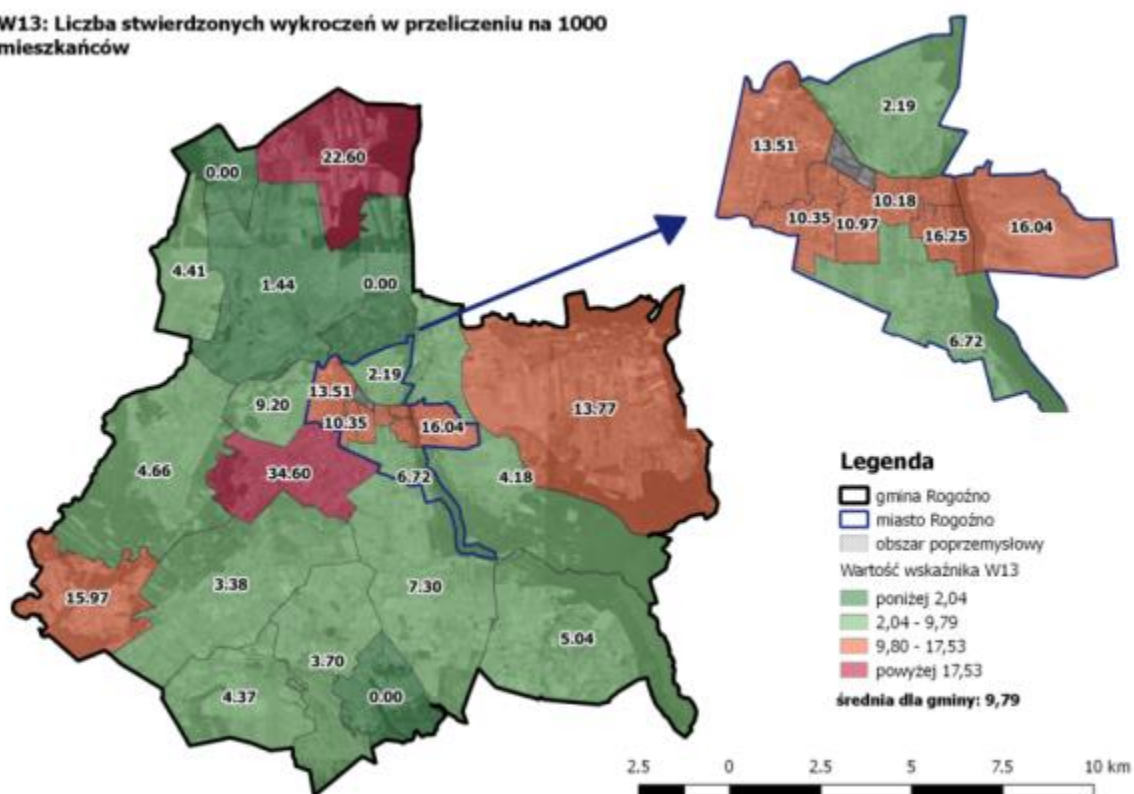 W13: Liczba stwierdzonych wykroczeń w przeliczeniu na 1000
mieszkańców
2.19
13.51
10.18
10.35
10.97
16.25
16.04
6.72
22.60
0.00
4.41
1.44
0.00
2.19
13.51
9.20
10.35
16.04
13.77
4.66
34.60
6.72
4.18
15.97
3.38
7.30
5.04
3.70
4.37
0.00
Legenda
gmina Rogoźno
miasto Rogoźno
obszar poprzemysłowy
Wartość wskaźnika W13
poniżej 2,04
2,04 - 9,79
9,80 - 17,53
powyżej 17,53
średnia dla gminy: 9,79
2.5 0 2.5 5 7.5 10 km